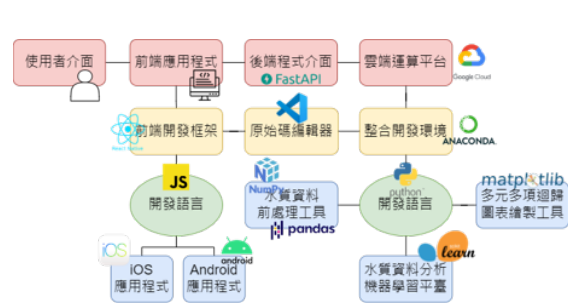 使用者介面
前端應用程式
後端程式介面
FastAPI
雲端運算平台
Google Cloud
前端開發框架
React Native
原始碼編輯器
整合開發環境
ANACONDA
JS
開發語言
NumPy
水質資料
前處理工具
pandas
python
開發語言
matplotlib
多元多項迴歸
圖表繪製工具
iOS
iOS
應用程式
android
Android
應用程式
learn
水質資料分析
機器學習平臺